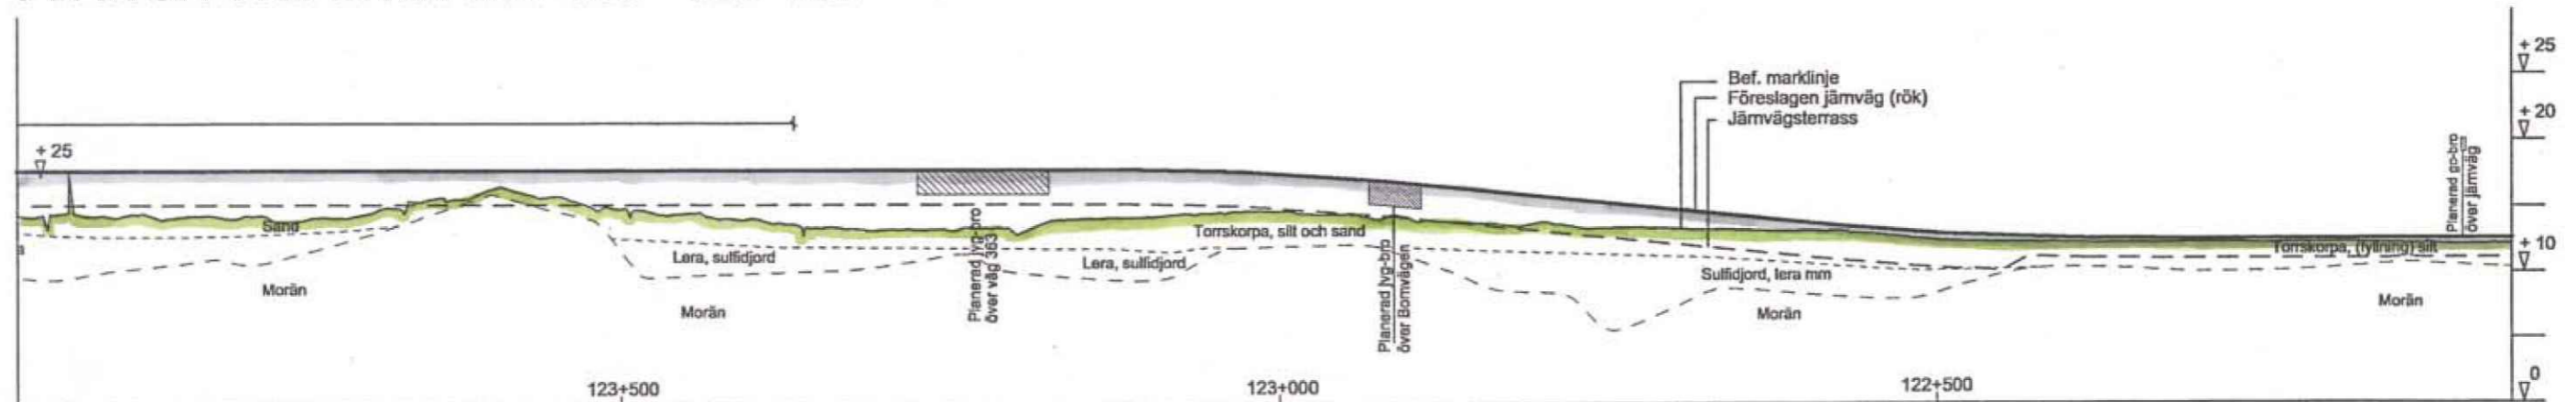 + 25
Bef. marklinje
Föreslagen järnväg (rök)
Järnvägsterrass
+ 20
+ 25
Planerad gc-bro
över järnväg
Sand
Torrskorpa, silt och sand
Lera, sulfidjord
Lera, sulfidjord
Planerad jvg-bro
över väg 363
Planerad jvg-bro
över Bomvägen
Torrskorpa, (fyllning) silt
+ 10
Sulfidjord, lera mm
Morän
Morän
Morän
Morän
0
123+500
123+000
122+500